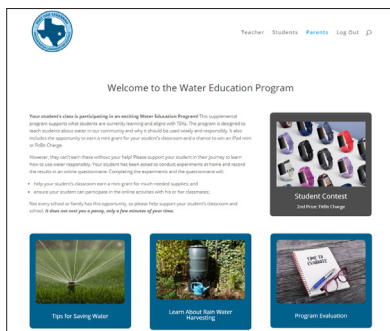 Teacher Students Parents Log Out
Welcome to the Water Education Program
Your student's class is participating in an exciting Water Education Program! This supplemental
program supports what students are currently learning and aligns with TEKs. The program is designed to
teach students about water in our community and why it should be used wisely and responsibly. It also
includes the opportunity to earn a mini grant for your student's classroom and a chance to win an iPad mini
or FitBit Charge.
However, they can't earn these without your help! Please support your student in their journey to learn
how to use water responsibly. Your student has been asked to conduct experiments at home and record
the results in an online questionnaire. Completing the experiments and the questionnaire will:
help your student's classroom earn a mini grant for much-needed supplies; and
ensure your student can participate in the online activities with his or her classmates;
Not every school or family has this opportunity, so please help support your student's classroom and
school. It does not cost you a penny, only a few minutes of your time.
Student Contest
2nd Prize: FitBit Charge
Tips for Saving Water
Learn About Rain Water
Harvesting
TIME TO
EVALUATE
Program Evaluation